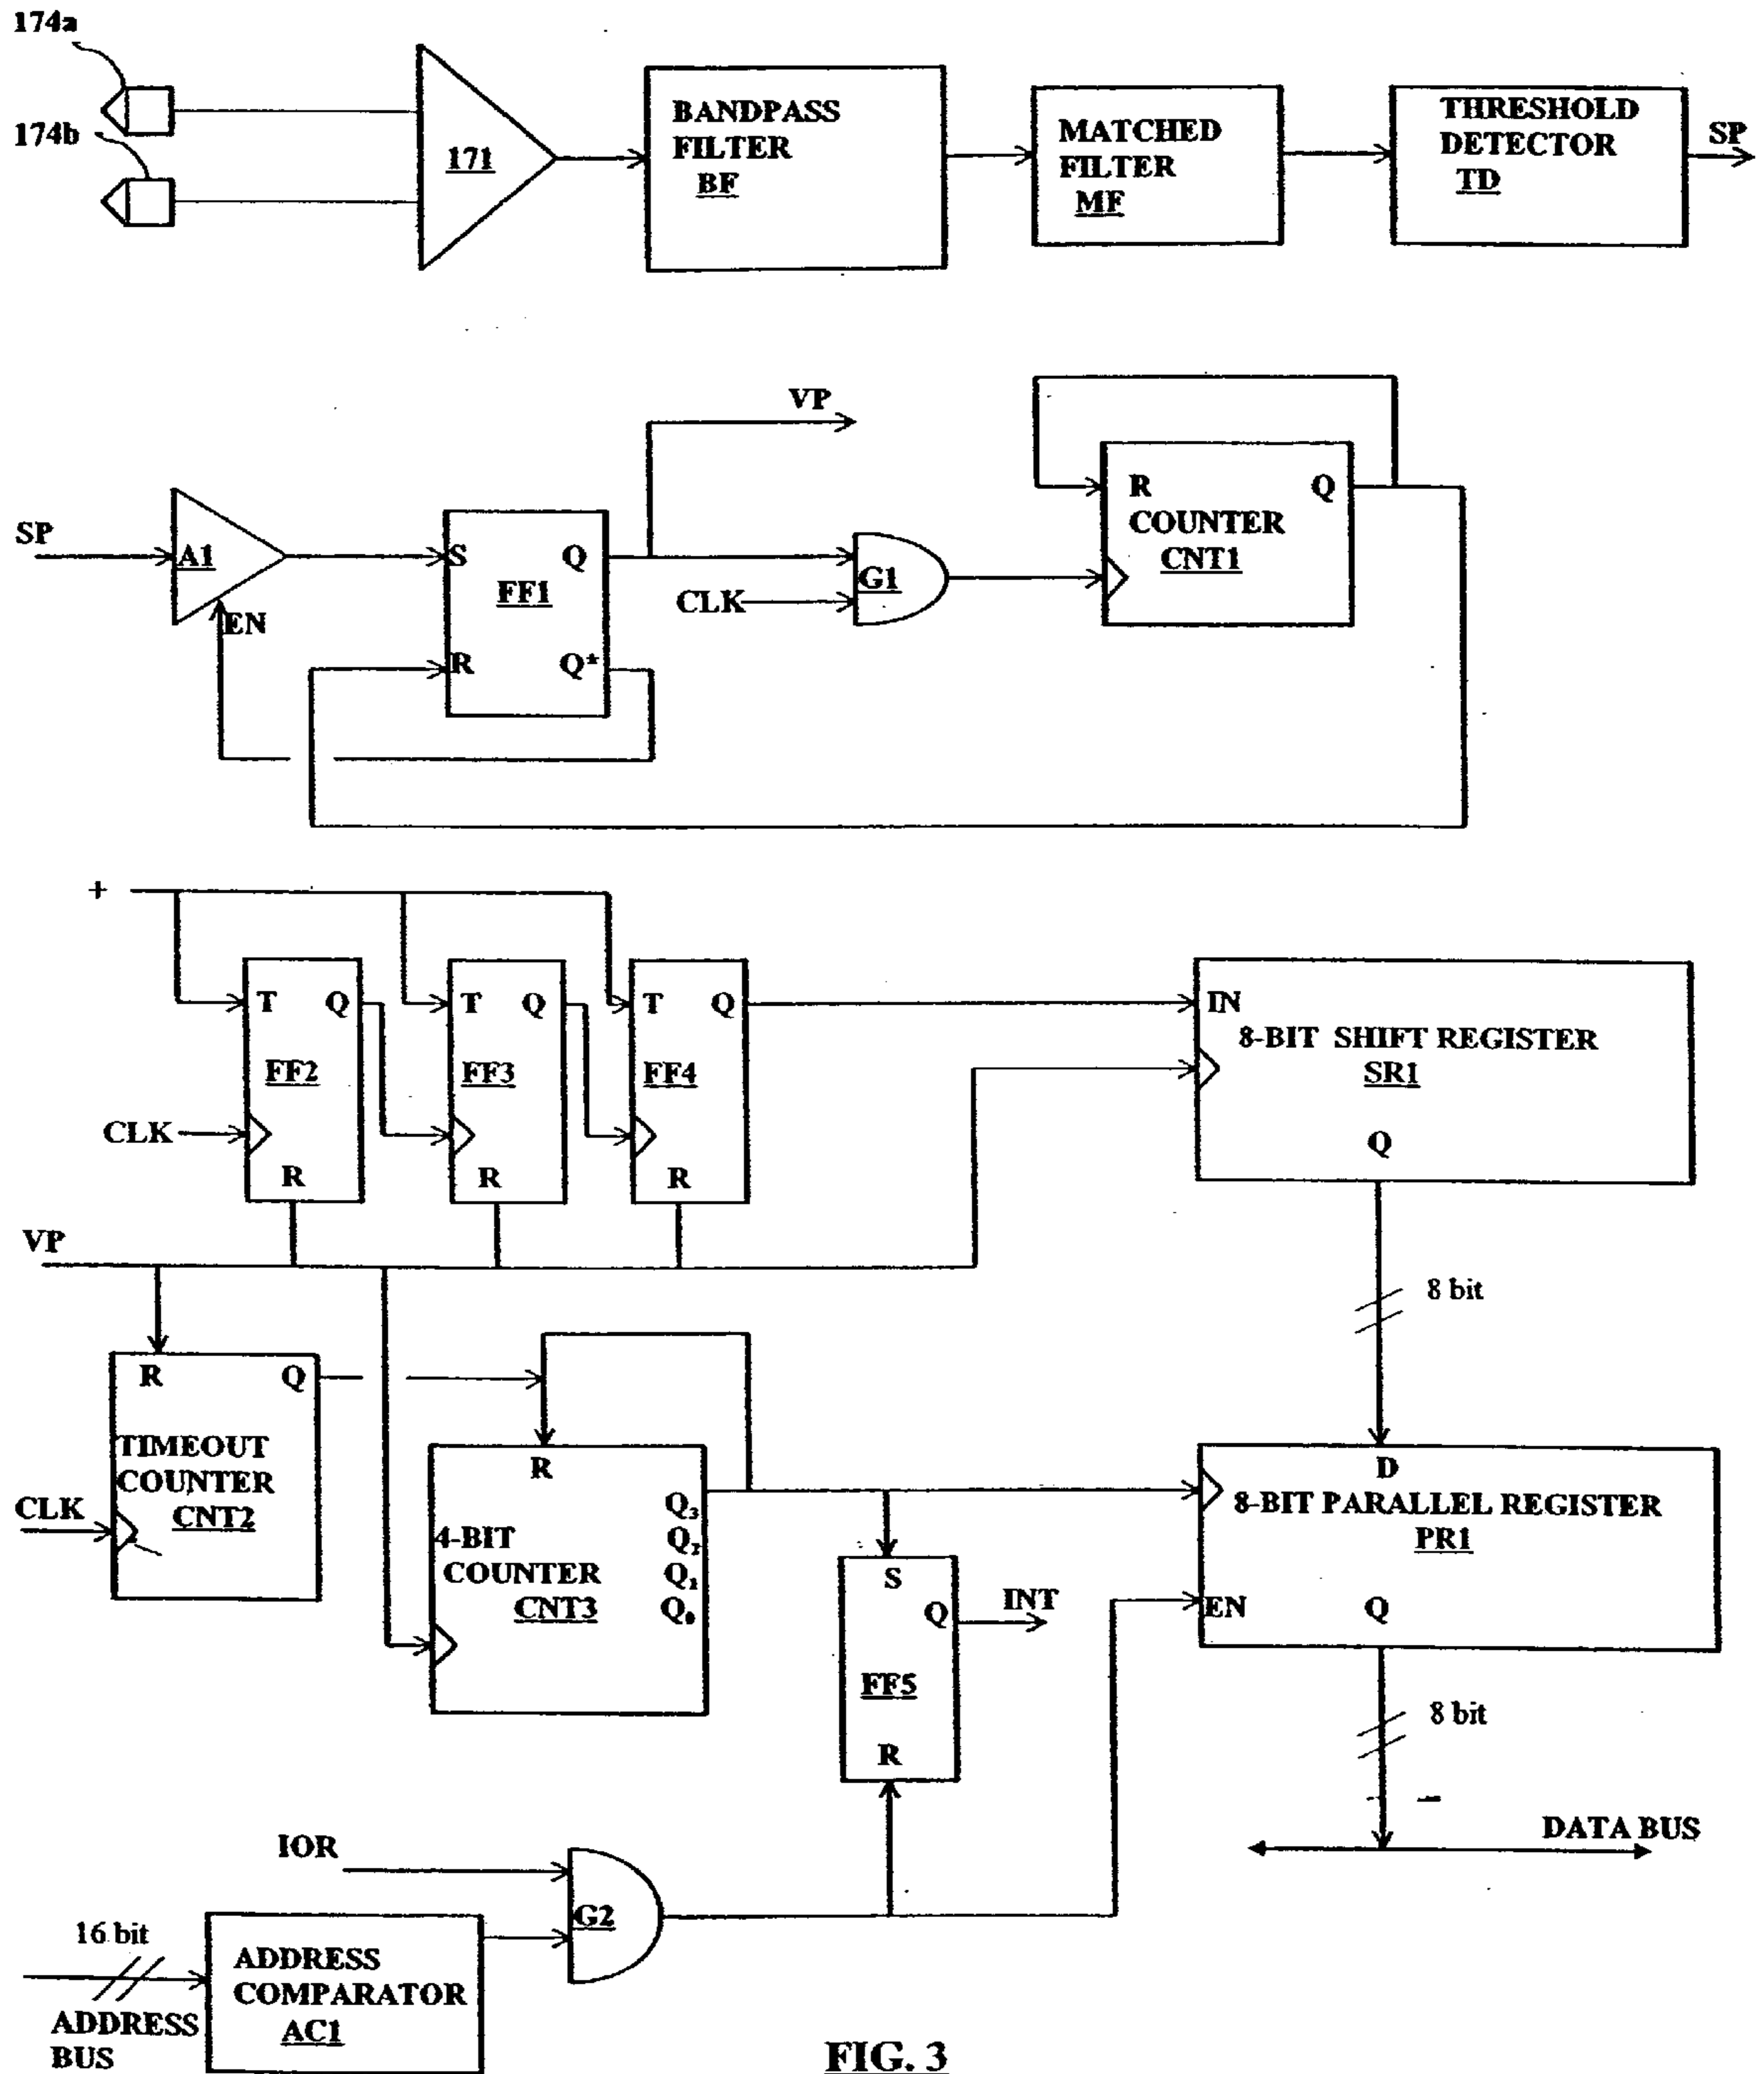 174a
174b
171
BANDPASS
FILTER
BF
MATCHED
FILTER
MF
THRESHOLD
DETECTOR
TD
SP
VP
SP
A1
EN
S
Q
FF1
R
Q*
CLK
G1
R
Q
COUNTER
CNT1
+
T
Q
FF2
CLK
R
T
Q
FF3
R
T
Q
FF4
R
IN
8-BIT SHIFT REGISTER
SR1
Q
VP
8 bit
R
Q
TIMEOUT
COUNTER
CNT2
CLK
R
Q3
Q2
Q1
Q0
4-BIT
COUNTER
CNT3
D
8-BIT PARALLEL REGISTER
PR1
EN
Q
S
Q
INT
FF5
R
8 bit
DATA BUS
IOR
G2
16 bit
ADDRESS
BUS
ADDRESS
COMPARATOR
AC1
FIG. 3